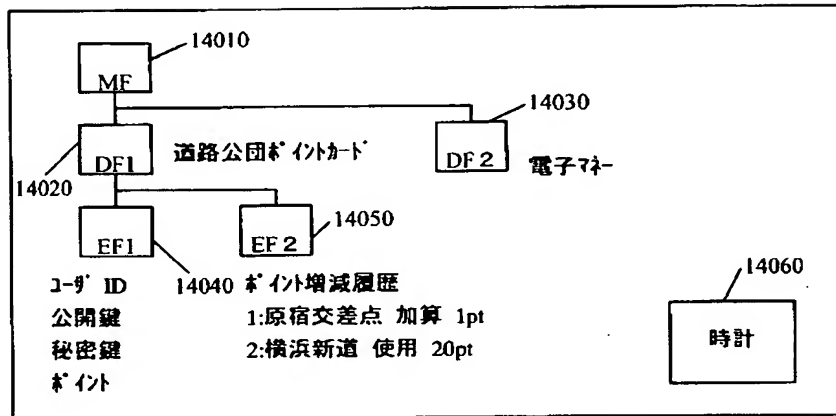 14010
MF
14030
DF1
道路公団ﾎﾟｲﾝﾄｶｰﾄﾞ
DF2
電子ﾏﾈｰ
14020
14050
EF1
EF2
14060
ﾕｰｻﾞ ID
14040
ﾎﾟｲﾝﾄ増減履歴
公開鍵
1:原宿交差点 加算 1pt
時計
秘密鍵
2:横浜新道 使用 20pt
ﾎﾟｲﾝﾄ